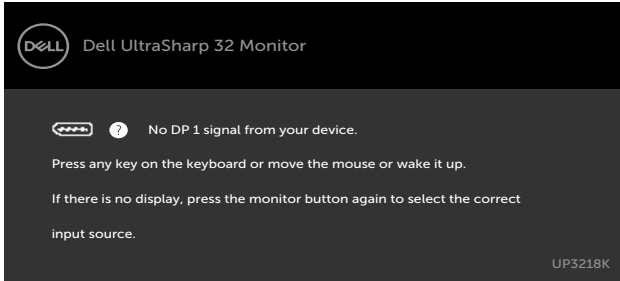 DELL
Dell UltraSharp 32 Monitor
? No DP 1 signal from your device.
Press any key on the keyboard or move the mouse or wake it up.
If there is no display, press the monitor button again to select the correct
input source.
UP3218K